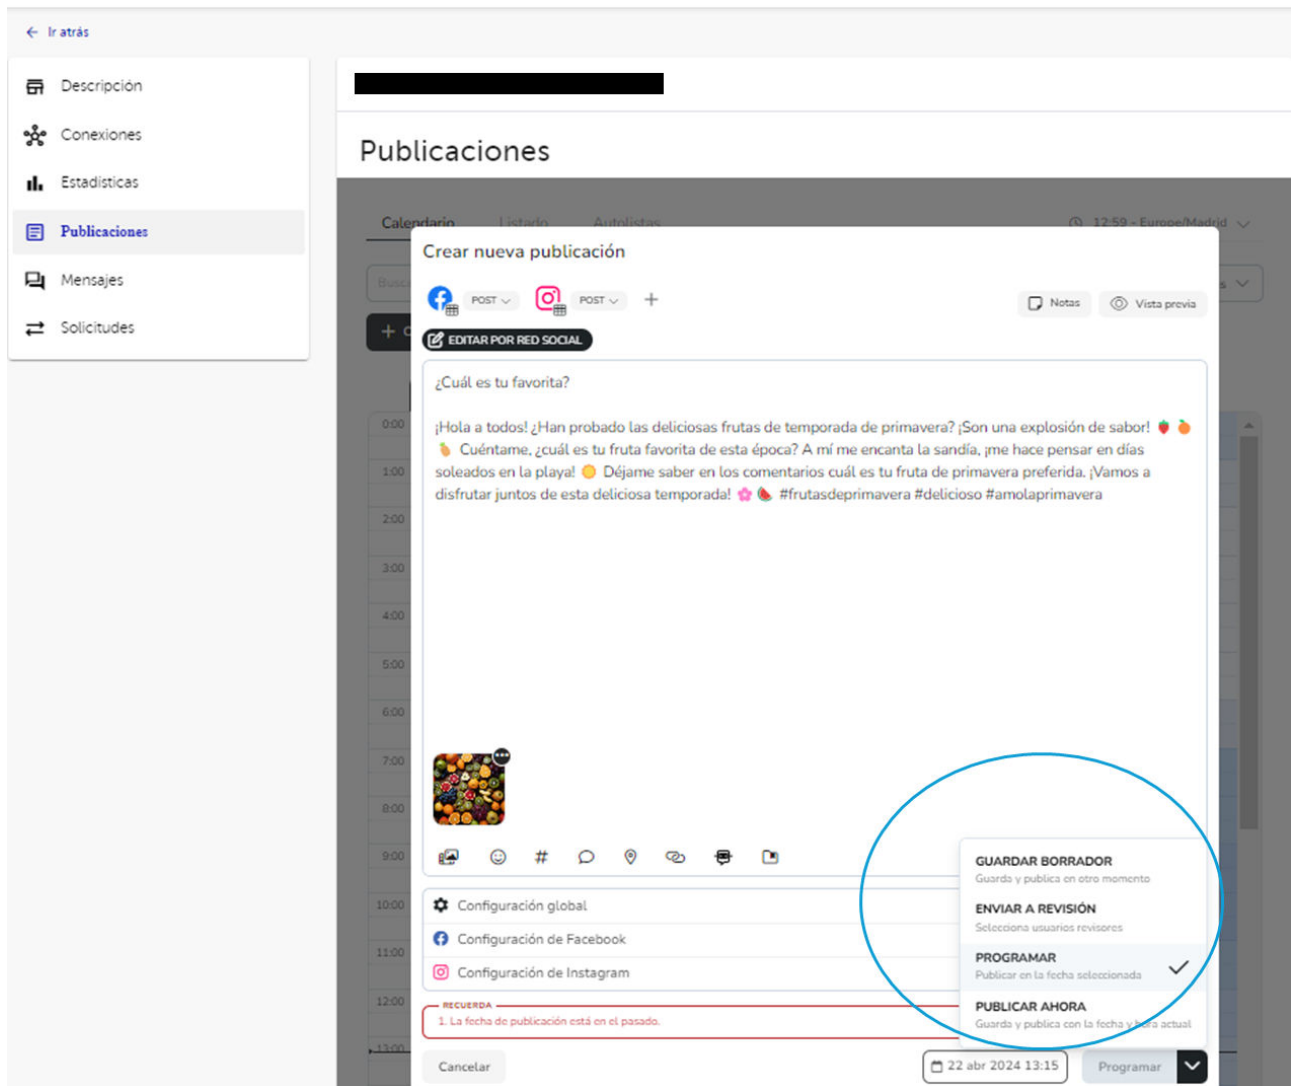 Ir atrás
Descripción
Conexiones
Estadísticas
Publicaciones
Mensajes
Solicitudes
Publicaciones
Calendario Listado Autolistas 12:59 - Europe/Madrid
Crear nueva publicación
POST POST + Notas Vista previa
EDITAR POR RED SOCIAL
¿Cuál es tu favorita?
¡Hola a todos! ¿Han probado las deliciosas frutas de temporada de primavera? ¡Son una explosión de sabor! 🍓 🍊
🍍 Cuéntame, ¿cuál es tu fruta favorita de esta época? A mí me encanta la sandía, ¡me hace pensar en días
soleados en la playa! ☀️ Déjame saber en los comentarios cuál es tu fruta de primavera preferida. ¡Vamos a
disfrutar juntos de esta deliciosa temporada! 🌸 🍉 #frutasdeprimavera #delicioso #amolaprimavera
0:00
1:00
2:00
3:00
4:00
5:00
6:00
7:00
8:00
9:00
10:00
11:00
12:00
13:00
Configuración global
Configuración de Facebook
Configuración de Instagram
RECUERDA
1. La fecha de publicación está en el pasado.
GUARDAR BORRADOR
Guarda y publica en otro momento
ENVIAR A REVISIÓN
Selecciona usuarios revisores
PROGRAMAR
Publicar en la fecha seleccionada
PUBLICAR AHORA
Guarda y publica con la fecha y hora actual
Cancelar 22 abr 2024 13:15 Programar